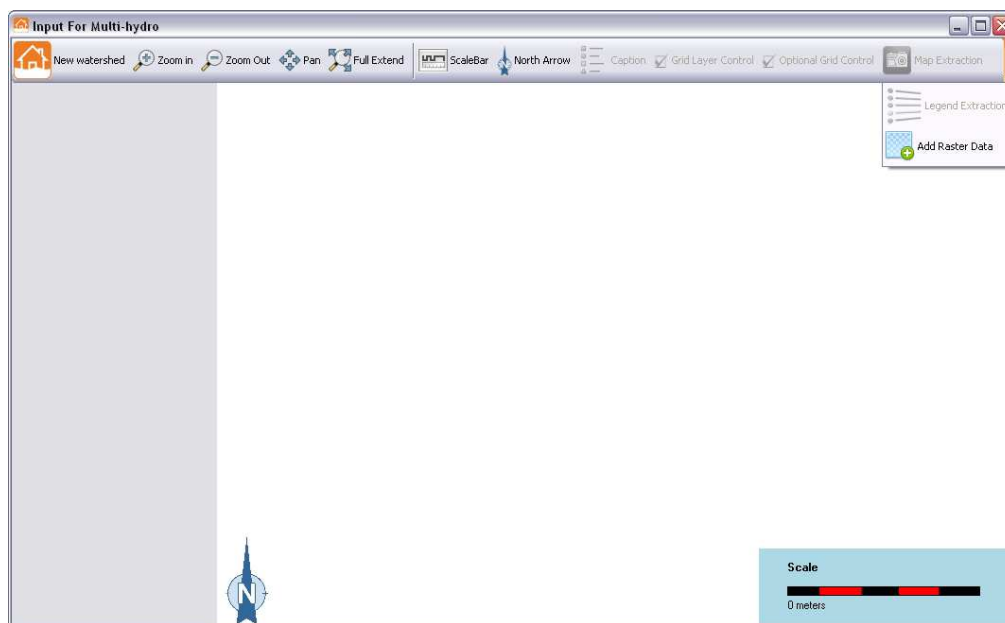 Input For Multi-hydro
New watershed Zoom in Zoom Out Pan Full Extend ScaleBar North Arrow Caption Grid Layer Control Optional Grid Control Map Extraction
Legend Extraction
Add Raster Data
N
Scale
0 meters